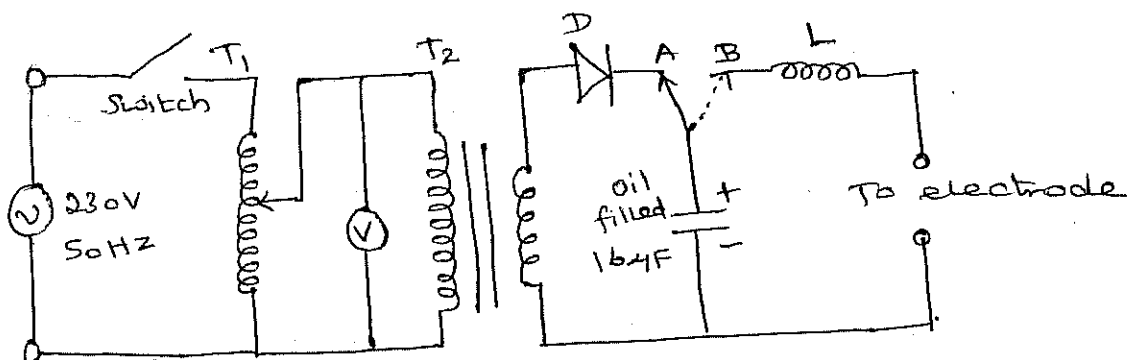 T1
T2
D
A
B
L
Switch
230V
50HZ
V
oil
filled
16µF
+
−
To electrode